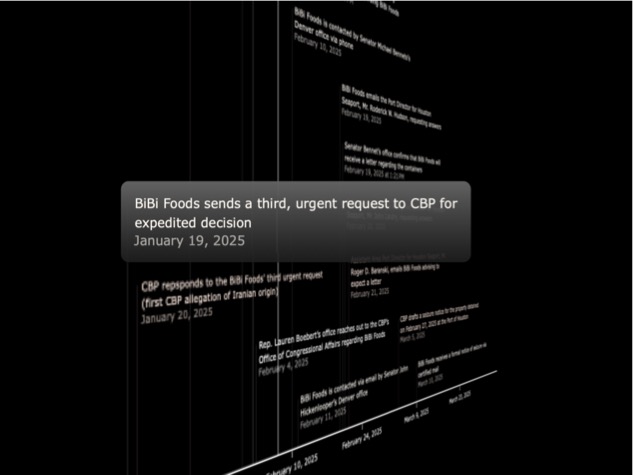 BiBi Foods
BiBi Foods is contacted by Senator Michael Bennet's
Denver office via phone
February 10, 2025
BiBi Foods emails the Port Director for Houston
Seaport, Mr. Roderick W. Hudson, requesting answers
February 18, 2025
Senator Bennet's office confirms that BiBi Foods will
receive a letter regarding the containers
February 19, 2025 at 1:21PM
BiBi Foods sends a third, urgent request to CBP for
expedited decision
January 19, 2025
Roger D. Baranski, emails BiBi Foods advising to
expect a letter
February 21, 2025
CBP repsponds to the BiBi Foods' third urgent request
(first CBP allegation of Iranian origin)
January 20, 2025
CBP drafts a seizure notice for the property detained
on February 27, 2025 at the Port of Houston
March 5, 2025
Rep. Lauren Boebert's office reaches out to the CBP's
Office of Congressional Affairs regarding BiBi Foods
February 4, 2025
BiBi Foods receives a formal notice of seizure via
certified mail
March 10, 2025
BiBi Foods is contacted via email by Senator John
Hickenlooper's Denver office
February 11, 2025
February 10, 2025
February 24, 2025
March 9, 2025
March 23, 2025